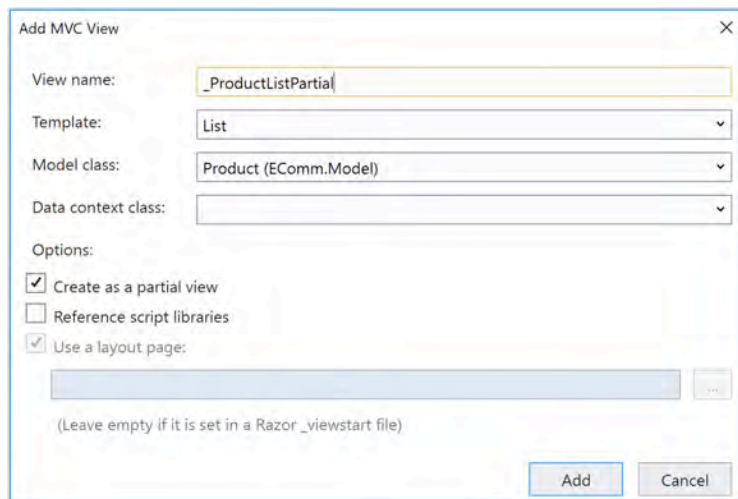 Add MVC View
View name: _ProductListPartial
Template: List
Model class: Product (EComm.Model)
Data context class:
Options:
Create as a partial view
Reference script libraries
Use a layout page:
...
(Leave empty if it is set in a Razor _viewstart file)
Add Cancel